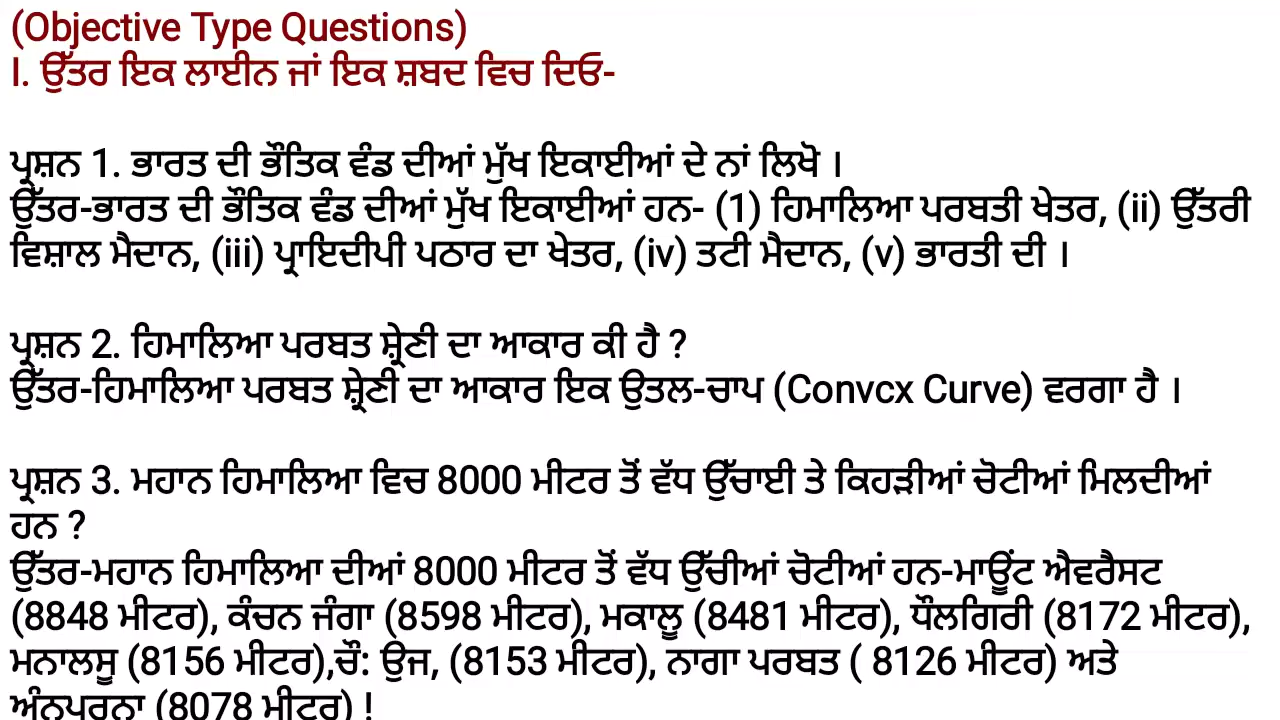 (Objective Type Questions)
I. ਉੱਤਰ ਇਕ ਲਾਈਨ ਜਾਂ ਇਕ ਸ਼ਬਦ ਵਿਚ ਦਿਓ-
ਪ੍ਰਸ਼ਨ 1. ਭਾਰਤ ਦੀ ਭੌਤਿਕ ਵੰਡ ਦੀਆਂ ਮੁੱਖ ਇਕਾਈਆਂ ਦੇ ਨਾਂ ਲਿਖੋ ।
ਉੱਤਰ-ਭਾਰਤ ਦੀ ਭੌਤਿਕ ਵੰਡ ਦੀਆਂ ਮੁੱਖ ਇਕਾਈਆਂ ਹਨ- (1) ਹਿਮਾਲਿਆ ਪਰਬਤੀ ਖੇਤਰ, (ii) ਉੱਤਰੀ
ਵਿਸ਼ਾਲ ਮੈਦਾਨ, (iii) ਪ੍ਰਾਇਦੀਪੀ ਪਠਾਰ ਦਾ ਖੇਤਰ, (iv) ਤਟੀ ਮੈਦਾਨ, (v) ਭਾਰਤੀ ਦੀ ।
ਪ੍ਰਸ਼ਨ 2. ਹਿਮਾਲਿਆ ਪਰਬਤ ਸ਼੍ਰੇਣੀ ਦਾ ਆਕਾਰ ਕੀ ਹੈ ?
ਉੱਤਰ-ਹਿਮਾਲਿਆ ਪਰਬਤ ਸ਼੍ਰੇਣੀ ਦਾ ਆਕਾਰ ਇਕ ਉਤਲ-ਚਾਪ (Convcx Curve) ਵਰਗਾ ਹੈ ।
ਪ੍ਰਸ਼ਨ 3. ਮਹਾਨ ਹਿਮਾਲਿਆ ਵਿਚ 8000 ਮੀਟਰ ਤੋਂ ਵੱਧ ਉੱਚਾਈ ਤੇ ਕਿਹੜੀਆਂ ਚੋਟੀਆਂ ਮਿਲਦੀਆਂ
ਹਨ ?
ਉੱਤਰ-ਮਹਾਨ ਹਿਮਾਲਿਆ ਦੀਆਂ 8000 ਮੀਟਰ ਤੋਂ ਵੱਧ ਉੱਚੀਆਂ ਚੋਟੀਆਂ ਹਨ-ਮਾਊਂਟ ਐਵਰੈਸਟ
(8848 ਮੀਟਰ), ਕੰਚਨ ਜੰਗਾ (8598 ਮੀਟਰ), ਮਕਾਲੂ (8481 ਮੀਟਰ), ਧੌਲਗਿਰੀ (8172 ਮੀਟਰ),
ਮਨਾਲਸੂ (8156 ਮੀਟਰ),ਚੌ: ਉਜ, (8153 ਮੀਟਰ), ਨਾਗਾ ਪਰਬਤ ( 8126 ਮੀਟਰ) ਅਤੇ
ਅੰਨਪੂਰਨਾ (8078 ਮੀਟਰ) !